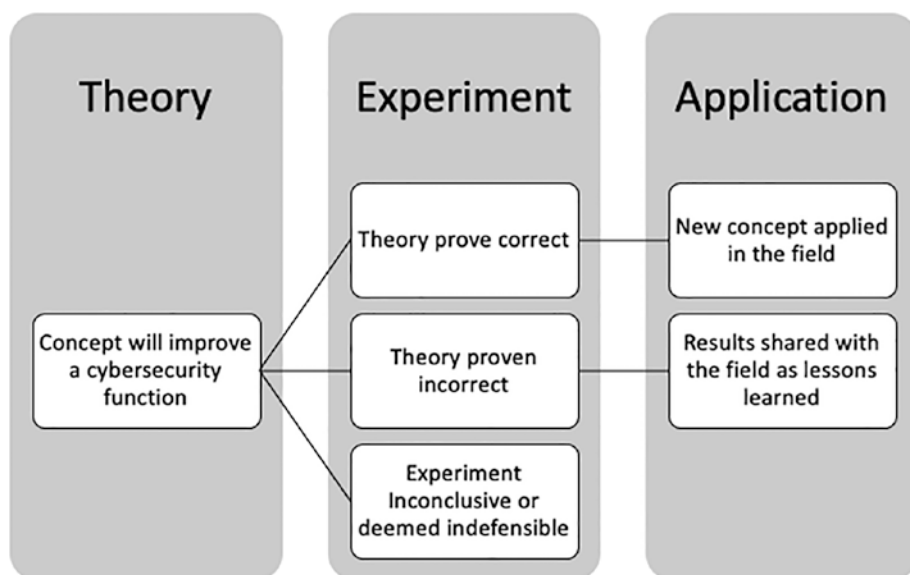 Theory
Experiment
Application
Concept will improve
a cybersecurity
function
Theory prove correct
Theory proven
incorrect
Experiment
Inconclusive or
deemed indefensible
New concept applied
in the field
Results shared with
the field as lessons
learned